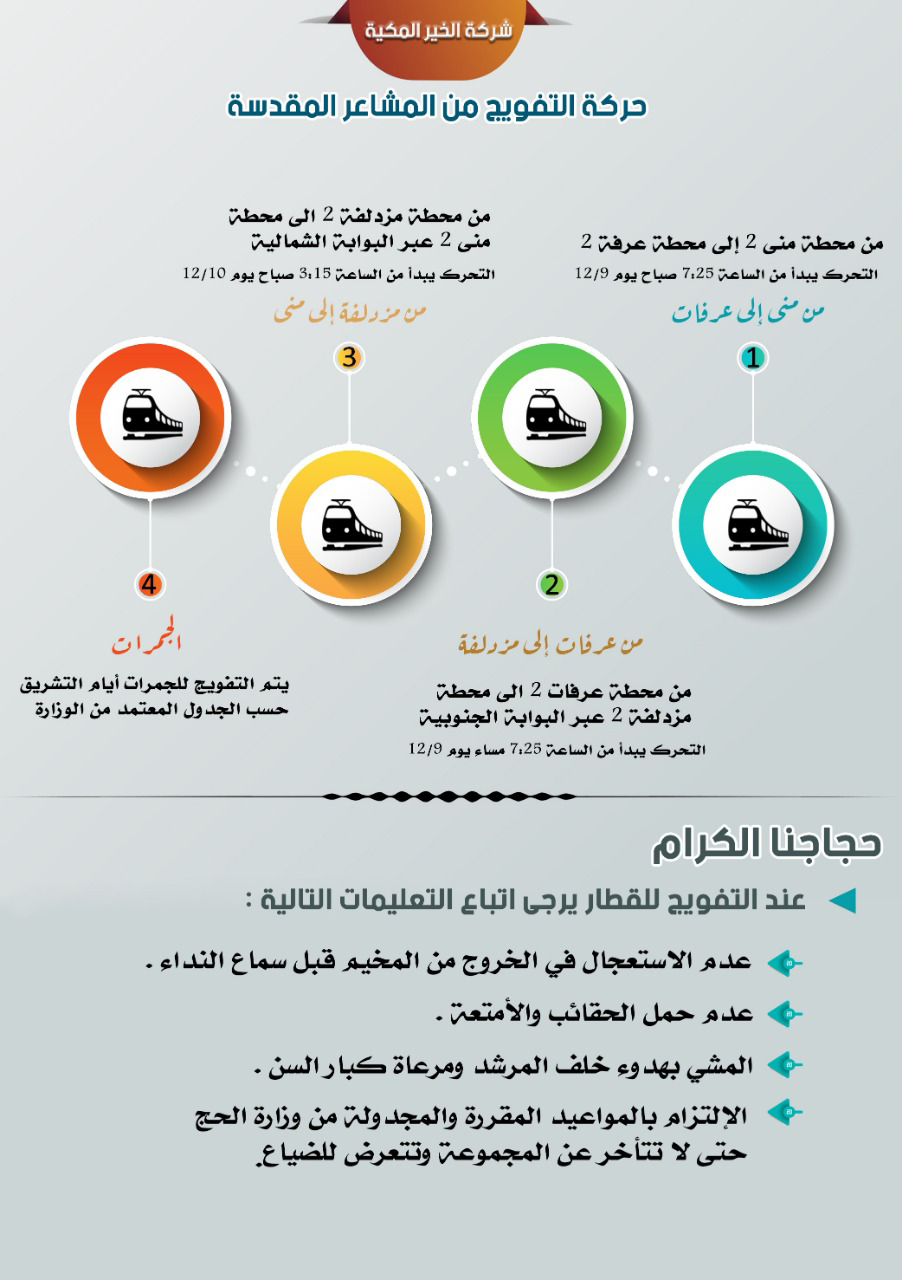 شركة الخير المكية
حركة التفويج من المشاعر المقدسة
من محطة منى 2 إلى محطة عرفة 2
التحرك يبدأ من الساعة 7:25 صباح يوم 12/9
من منى إلى عرفات
1
2
من عرفات إلى مزدلفة
من محطة عرفات 2 الى محطة
مزدلفة 2 عبر البوابة الجنوبية
التحرك يبدأ من الساعة 7:25 مساء يوم 12/9
من محطة مزدلفة 2 الى محطة
منى 2 عبر البوابة الشمالية
التحرك يبدأ من الساعة 3:15 صباح يوم 12/10
من مزدلفة إلى منى
3
4
الجمرات
يتم التفويج للجمرات أيام التشريق
حسب الجدول المعتمد من الوزارة
حجاجنا الكرام
عند التفويج للقطار يرجى اتباع التعليمات التالية :
عدم الاستعجال في الخروج من المخيم قبل سماع النداء .
عدم حمل الحقائب والأمتعة .
المشي بهدوء خلف المرشد ومرعاة كبار السن .
الإلتزام بالمواعيد المقررة والمجدولة من وزارة الحج
حتى لا تتأخر عن المجموعة وتتعرض للضياع.